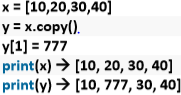 x = [10,20,30,40]
y = x.copy().
y[1] = 777
print(x) → [10, 20, 30, 40]
print(y) → [10, 777, 30, 40]